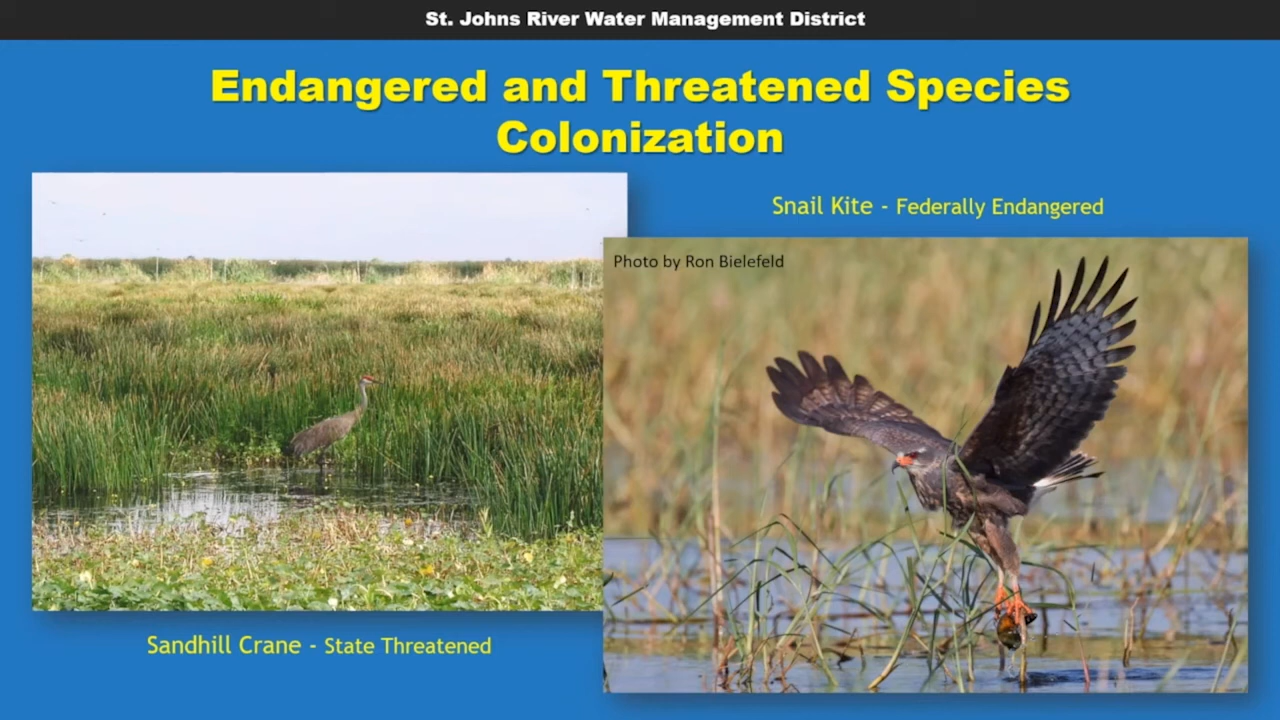 St. Johns River Water Management District
Endangered and Threatened Species
Colonization
Snail Kite - Federally Endangered
Photo by Ron Bielefeld
Sandhill Crane - State Threatened